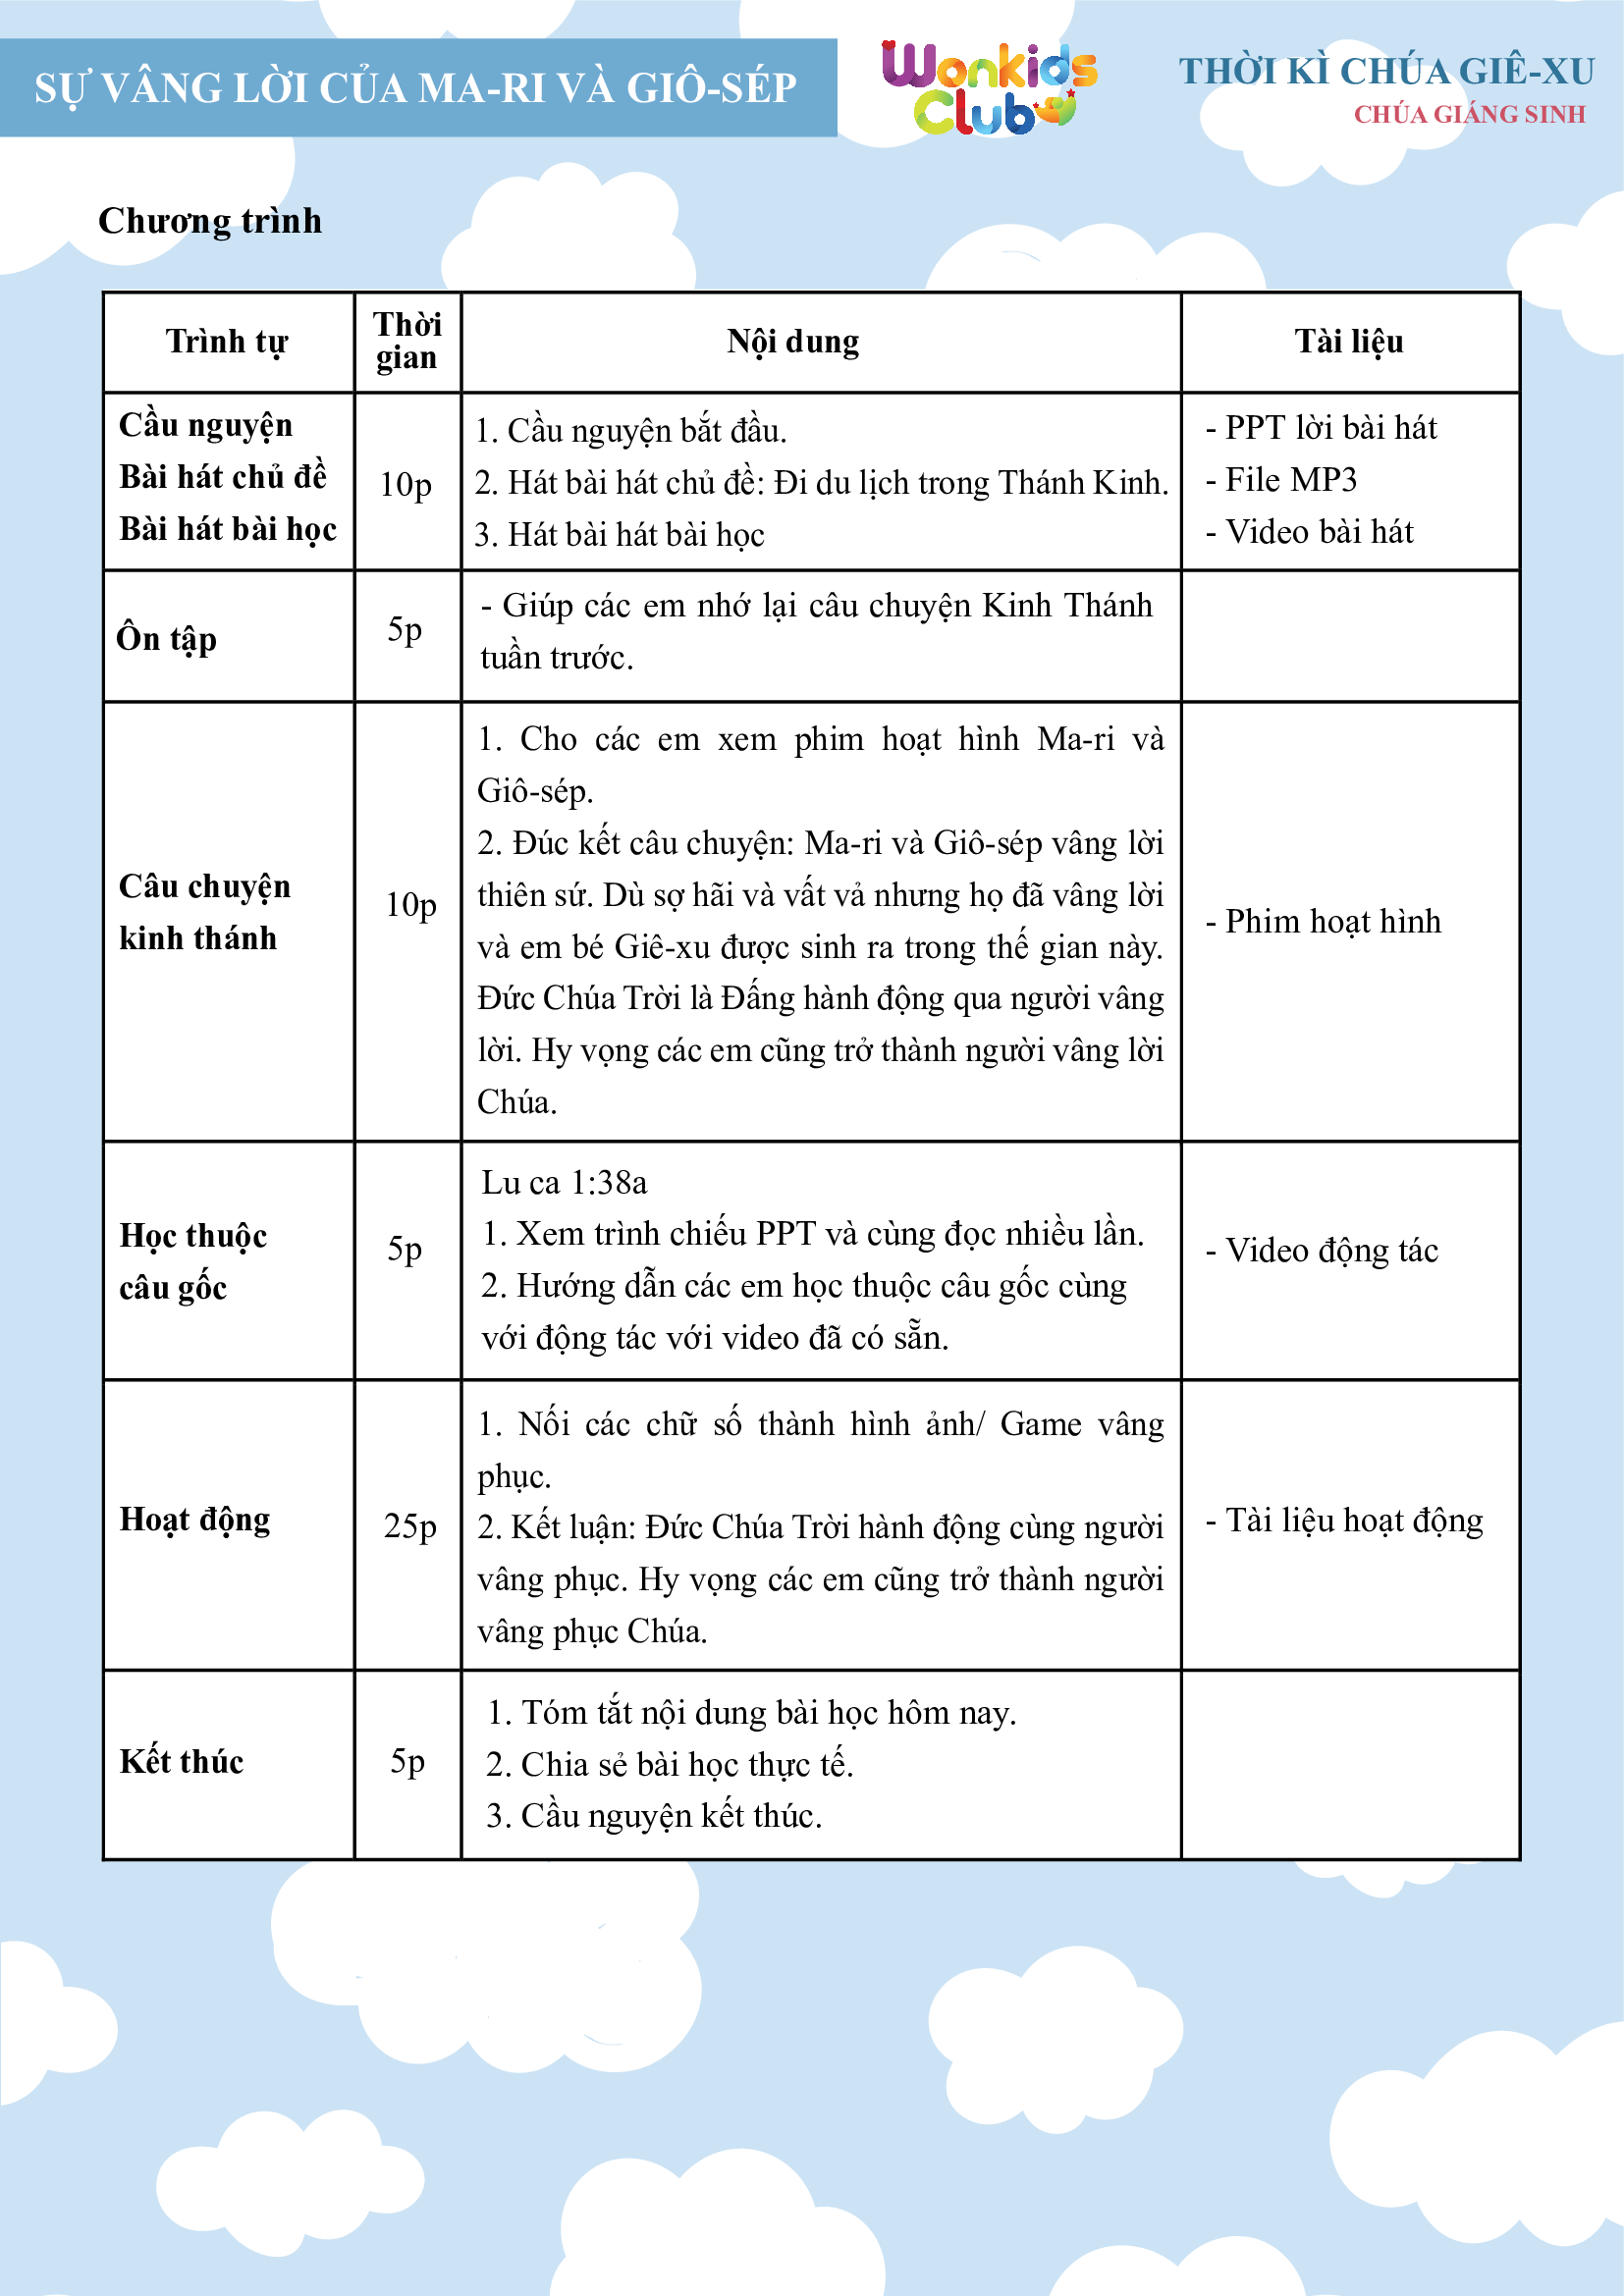 SỰ VÂNG LỜI CỦA MA-RI VÀ GIÔ-SÉP
Wonkids
Club
THỜI KÌ CHÚA GIÊ-XU
CHÚA GIÁNG SINH
Chương trình
Trình tự
Thời
gian
Nội dung
Tài liệu
Cầu nguyện
Bài hát chủ đề
Bài hát bài học
10p
1. Cầu nguyện bắt đầu.
2. Hát bài hát chủ đề: Đi du lịch trong Thánh Kinh.
3. Hát bài hát bài học
- PPT lời bài hát
- File MP3
- Video bài hát
Ôn tập
5p
- Giúp các em nhớ lại câu chuyện Kinh Thánh
tuần trước.
Câu chuyện
kinh thánh
10p
1. Cho các em xem phim hoạt hình Ma-ri và
Giô-sép.
2. Đúc kết câu chuyện: Ma-ri và Giô-sép vâng lời
thiên sứ. Dù sợ hãi và vất vả nhưng họ đã vâng lời
và em bé Giê-xu được sinh ra trong thế gian này.
Đức Chúa Trời là Đấng hành động qua người vâng
lời. Hy vọng các em cũng trở thành người vâng lời
Chúa.
- Phim hoạt hình
Học thuộc
câu gốc
5p
Lu ca 1:38a
1. Xem trình chiếu PPT và cùng đọc nhiều lần.
2. Hướng dẫn các em học thuộc câu gốc cùng
với động tác với video đã có sẵn.
- Video động tác
Hoạt động
25p
1. Nối các chữ số thành hình ảnh/ Game vâng
phục.
2. Kết luận: Đức Chúa Trời hành động cùng người
vâng phục. Hy vọng các em cũng trở thành người
vâng phục Chúa.
- Tài liệu hoạt động
Kết thúc
5p
1. Tóm tắt nội dung bài học hôm nay.
2. Chia sẻ bài học thực tế.
3. Cầu nguyện kết thúc.